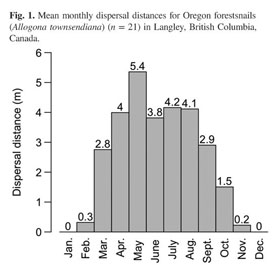 Fig. 1. Mean monthly dispersal distances for Oregon forestsnails
(Allogona townsendiana) (n = 21) in Langley, British Columbia,
Canada.
Dispersal distance (m)
6
5
4
3
2
1
0
0
0.3
2.8
4
5.4
3.8
4.2
4.1
2.9
1.5
0.2
0
Jan.
Feb.
Mar.
Apr.
May
June
July
Aug.
Sept.
Oct.
Nov.
Dec.